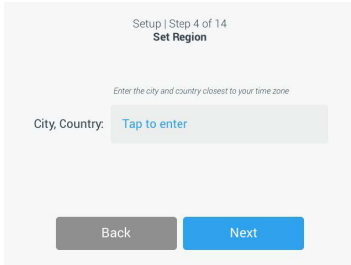 Setup | Step 4 of 14
Set Region
Enter the city and country closest to your time zone
City, Country: Tap to enter
Back Next